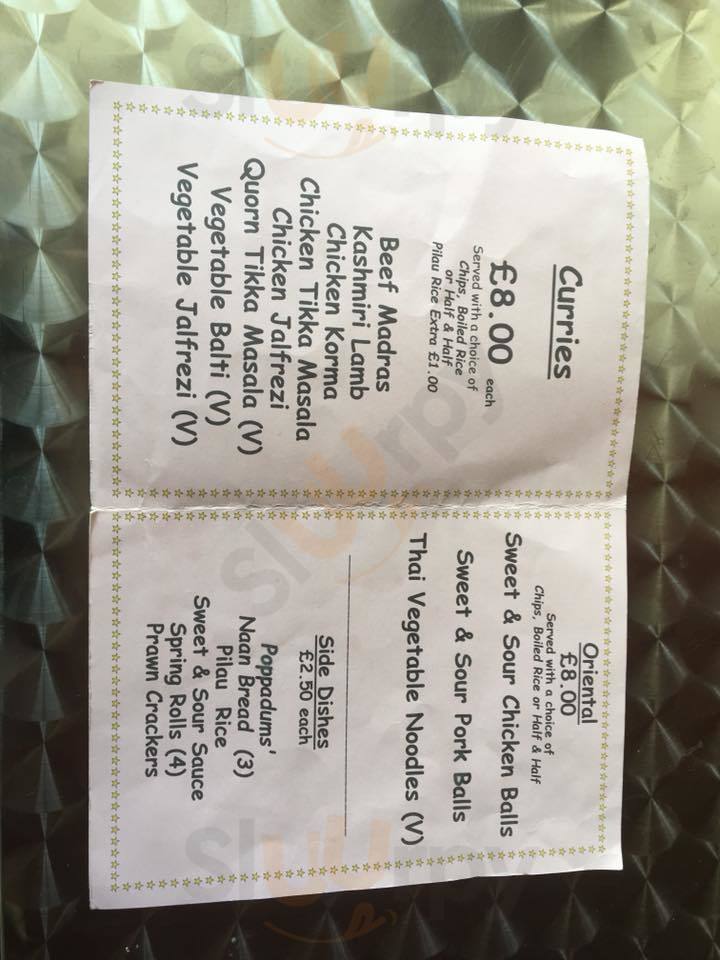 Curries
£8.00 each
Served with a choice of
Chips, Boiled Rice
or Half & Half
Pilau Rice Extra £1.00
Beef Madras
Kashmiri Lamb
Chicken Korma
Chicken Tikka Masala
Chicken Jalfrezi
Quorn Tikka Masala (V)
Vegetable Balti (V)
Vegetable Jalfrezi (V)
Oriental
£8.00
Served with a choice of
Chips, Boiled Rice or Half & Half
Sweet & Sour Chicken Balls
Sweet & Sour Pork Balls
Thai Vegetable Noodles (V)
Side Dishes
£2.50 each
Poppadums'
Naan Bread (3)
Pilau Rice
Sweet & Sour Sauce
Spring Rolls (4)
Prawn Crackers
slUUrpy
slUUrpy
slUUrpy